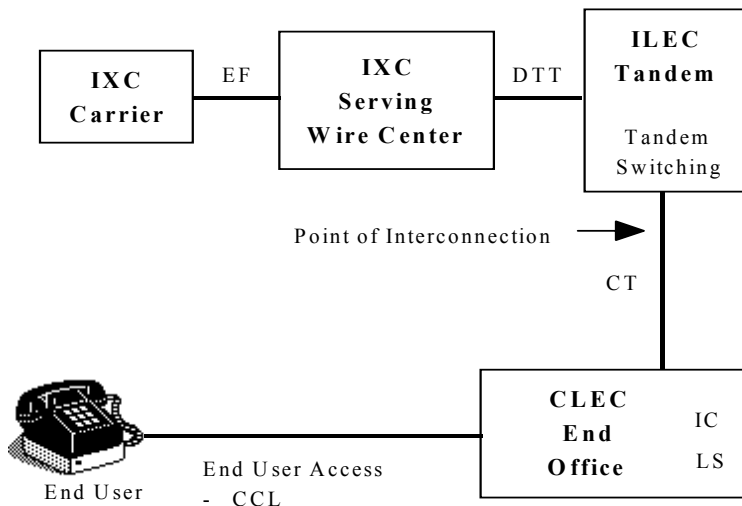 IXC
Carrier
EF
IXC
Serving
Wire Center
DTT
ILEC
Tandem
Tandem
Switching
Point of Interconnection
CT
CLEC
End
Office
IC
LS
End User
End User Access
- CCL